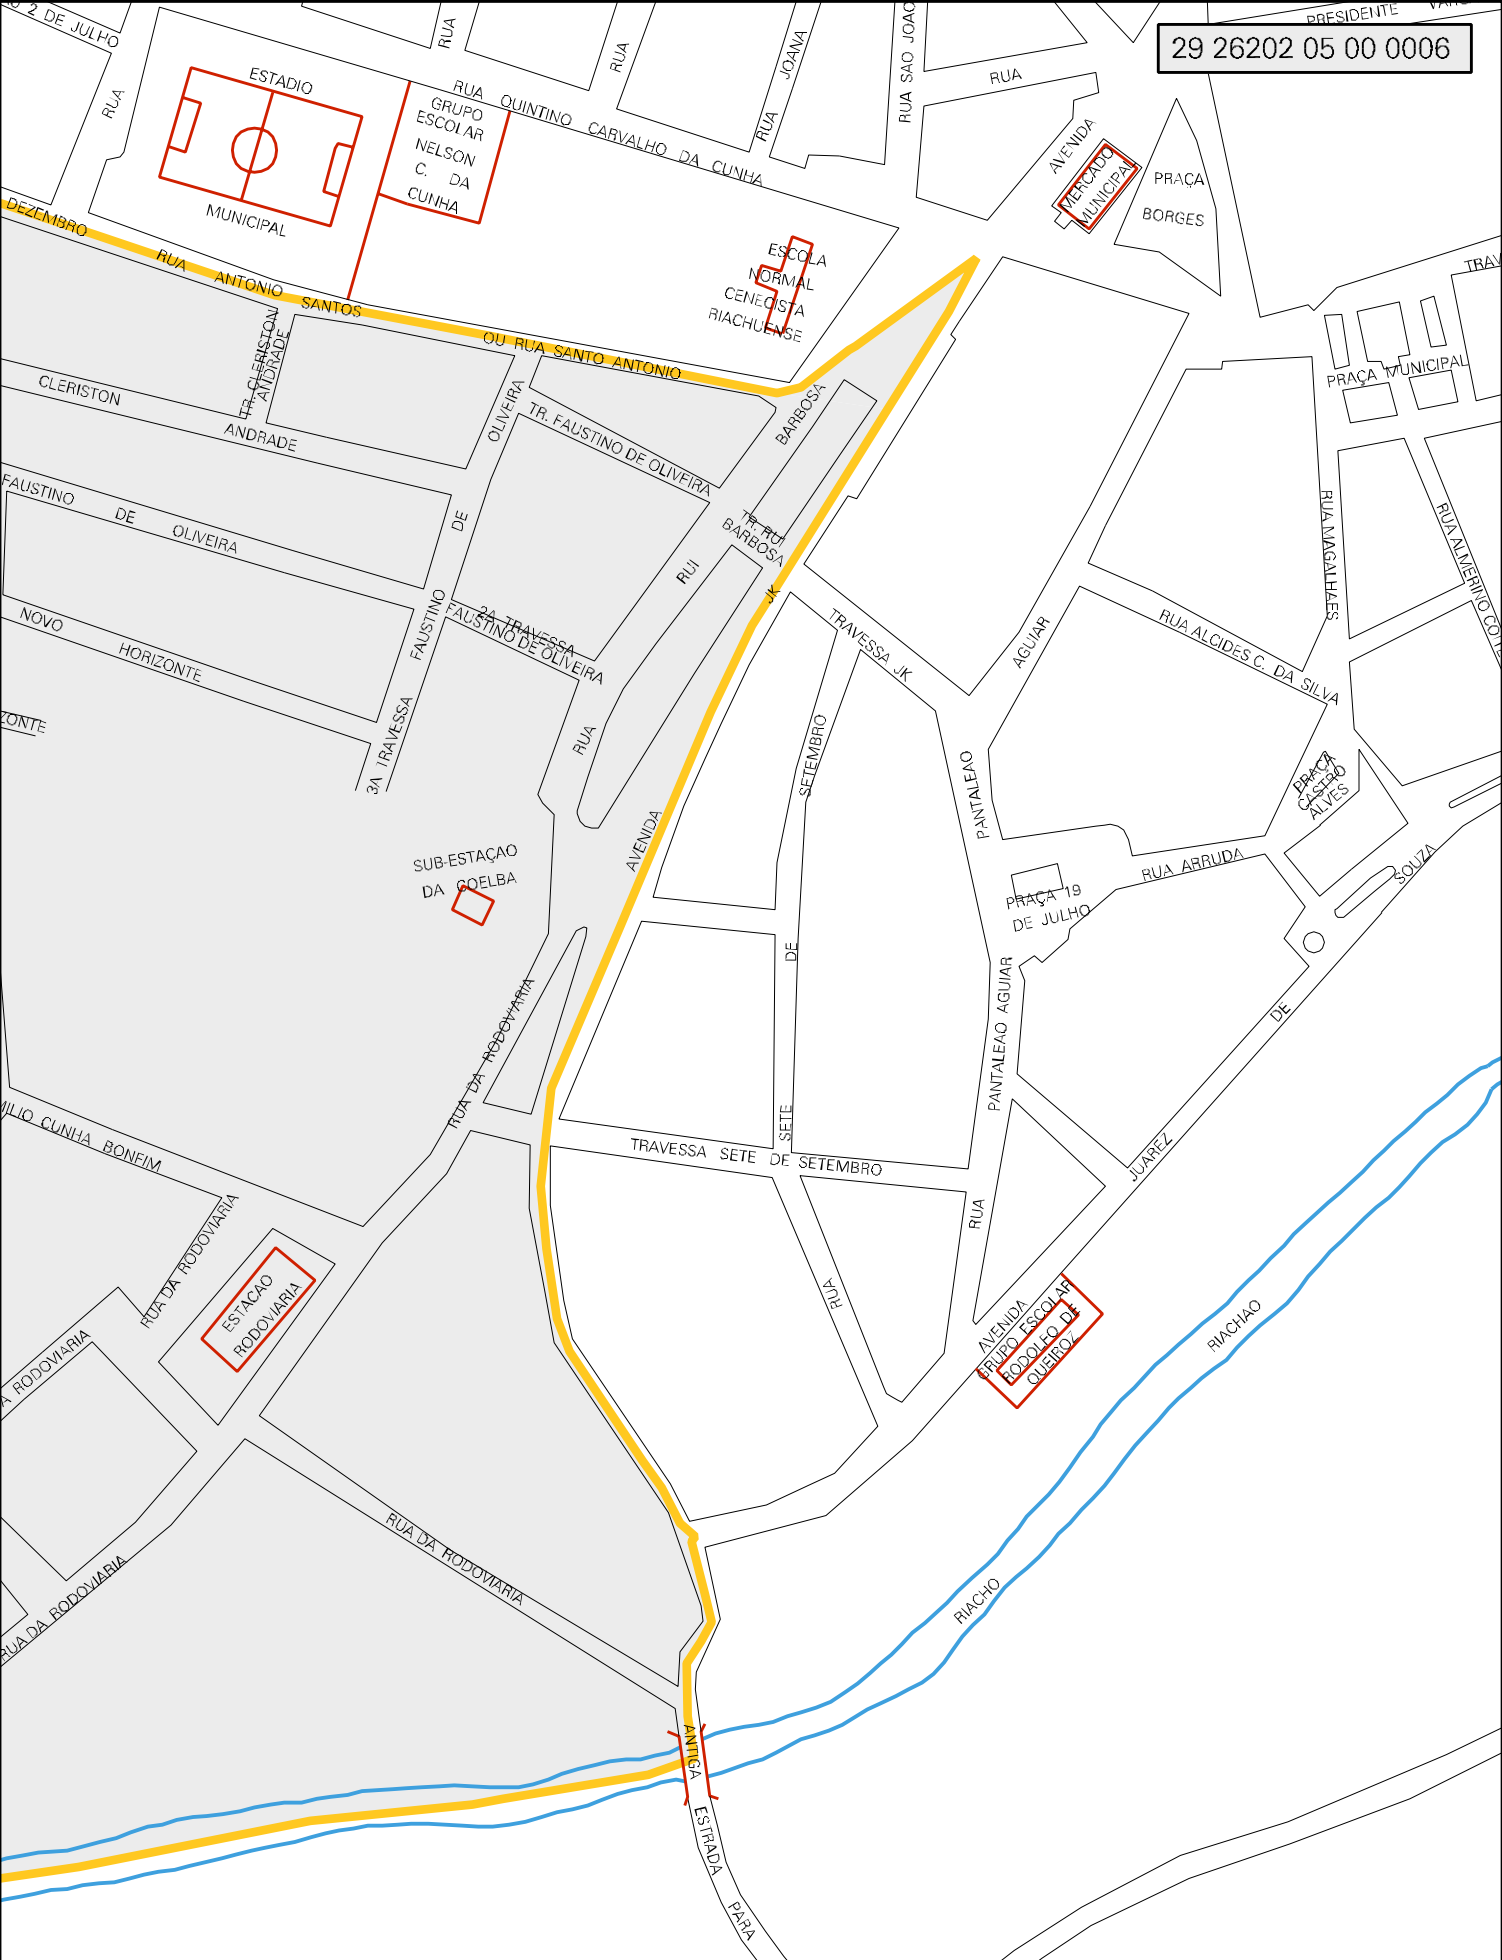 2 DE JULHO
RUA
RUA
RUA
JOANA
RUA
RUA SAO JOAO
RUA
PRESIDENTE
29 26202 05 00 0006
ESTADIO
MUNICIPAL
GRUPO
ESCOLAR
NELSON
C. DA
CUNHA
RUA QUINTINO CARVALHO DA CUNHA
AVENIDA
MERCADO
MUNICIPAL
PRAÇA
BORGES
DEZEMBRO
RUA ANTONIO SANTOS
OU RUA SANTO ANTONIO
ESCOLA
NORMAL
CENECISTA
RIACHUENSE
TRAV
PRAÇA MUNICIPAL
TR. CLERISTON
ANDRADE
CLERISTON
ANDRADE
OLIVEIRA
DE
FAUSTINO
3A TRAVESSA
TR. FAUSTINO DE OLIVEIRA
BARBOSA
RUI
RUA
TR. RUI
BARBOSA
FAUSTINO
DE
OLIVEIRA
NOVO
HORIZONTE
ZONTE
2A TRAVESSA
FAUSTINO DE OLIVEIRA
JK
AVENIDA
TRAVESSA JK
AGUIAR
PANTALEAO
RUA MAGALHAES
RUA ALMERINO COITE
RUA ALCIDES C. DA SILVA
PRAÇA
CASTRO
ALVES
SETEMBRO
DE
SETE
RUA
SUB-ESTAÇAO
DA COELBA
PRAÇA 19
DE JULHO
RUA ARRUDA
SOUZA
DE
JUAREZ
AVENIDA
PANTALEAO AGUIAR
RUA
RUA DA RODOVIARIA
MILIO CUNHA BONFIM
TRAVESSA SETE DE SETEMBRO
RUA DA RODOVIARIA
ESTACAO
RODOVIARIA
A RODOVIARIA
GRUPO ESCOLAR
RODOLFO DE
QUEIROZ
RIACHAO
RIACHO
RUA DA RODOVIARIA
RUA DA RODOVIARIA
ANTIGA
ESTRADA
PARA